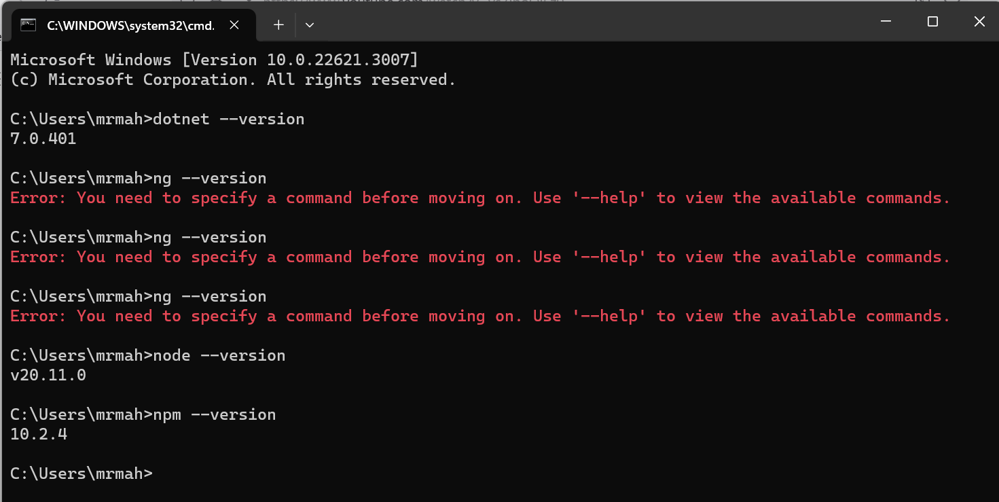 C:\WINDOWS\system32\cmd.
Microsoft Windows [Version 10.0.22621.3007]
(c) Microsoft Corporation. All rights reserved.
C:\Users\mrmah>dotnet --version
7.0.401
C:\Users\mrmah>ng --version
Error: You need to specify a command before moving on. Use '--help' to view the available commands.
C:\Users\mrmah>ng --version
Error: You need to specify a command before moving on. Use '--help' to view the available commands.
C:\Users\mrmah>ng --version
Error: You need to specify a command before moving on. Use '--help' to view the available commands.
C:\Users\mrmah>node --version
v20.11.0
C:\Users\mrmah>npm --version
10.2.4
C:\Users\mrmah>